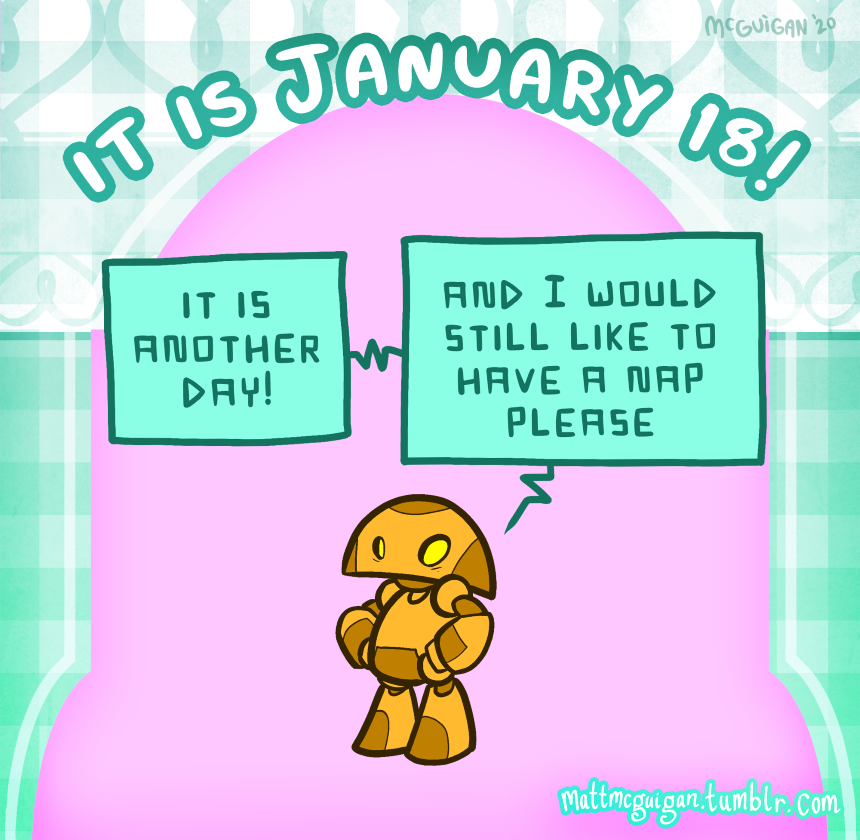 McGUIGAN '20
IT IS JANUARY 18!
IT IS
ANOTHER
DAY!
AND I WOULD
STILL LIKE TO
HAVE A NAP
PLEASE
mattmcguigan.tumblr.com